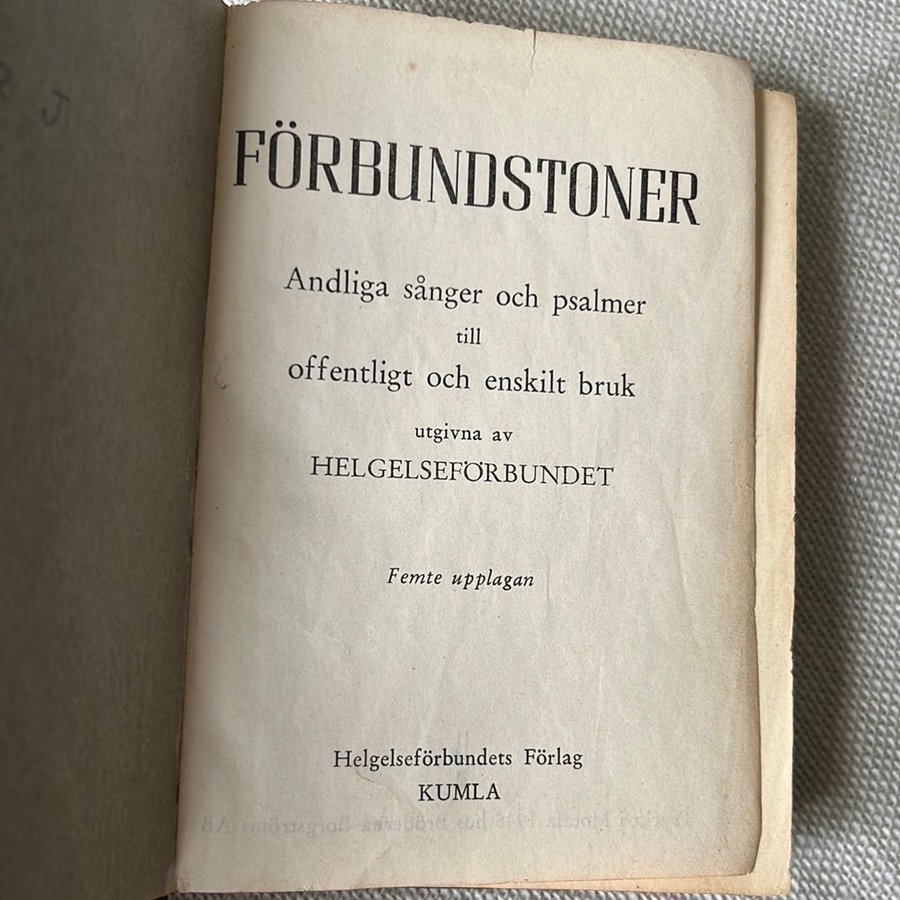 FÖRBUNDSTONER
Andliga sånger och psalmer
till
offentligt och enskilt bruk
utgivna av
HELGELSEFÖRBUNDET
Femte upplagan
Helgelseförbundets Förlag
KUMLA